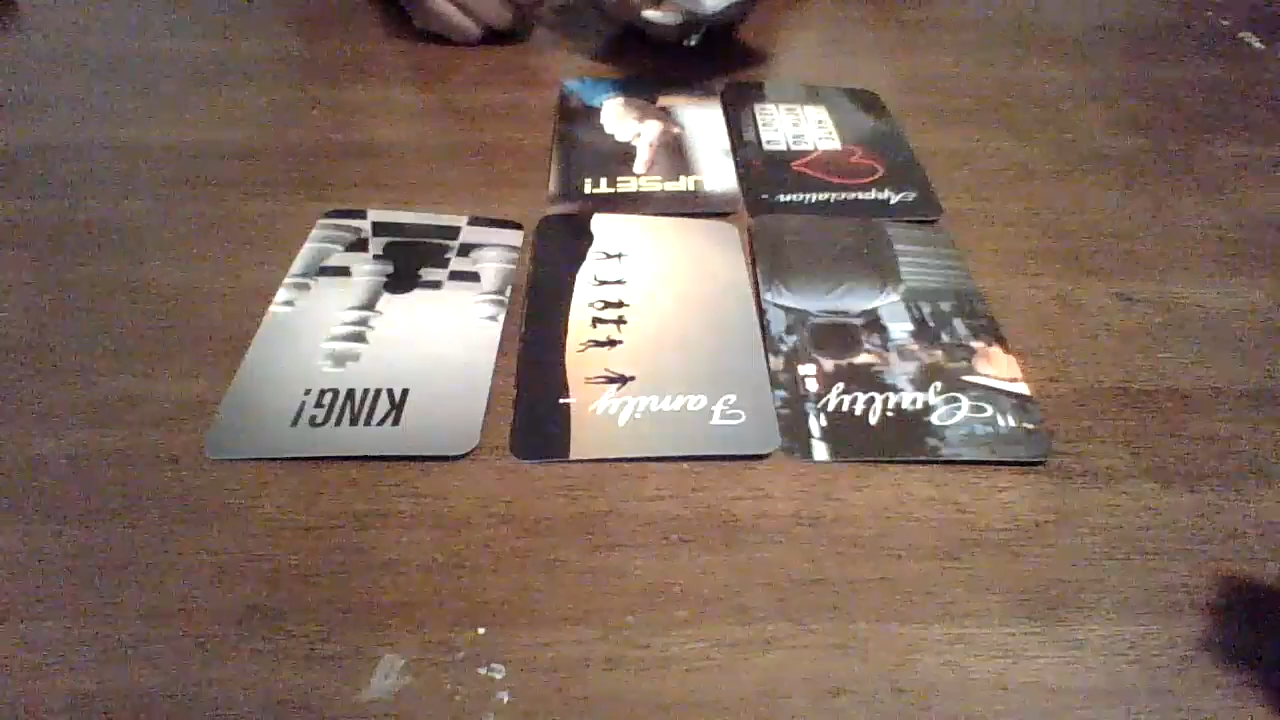 UPSET!
Appreciation -
KING!
Family -
"Guilty"